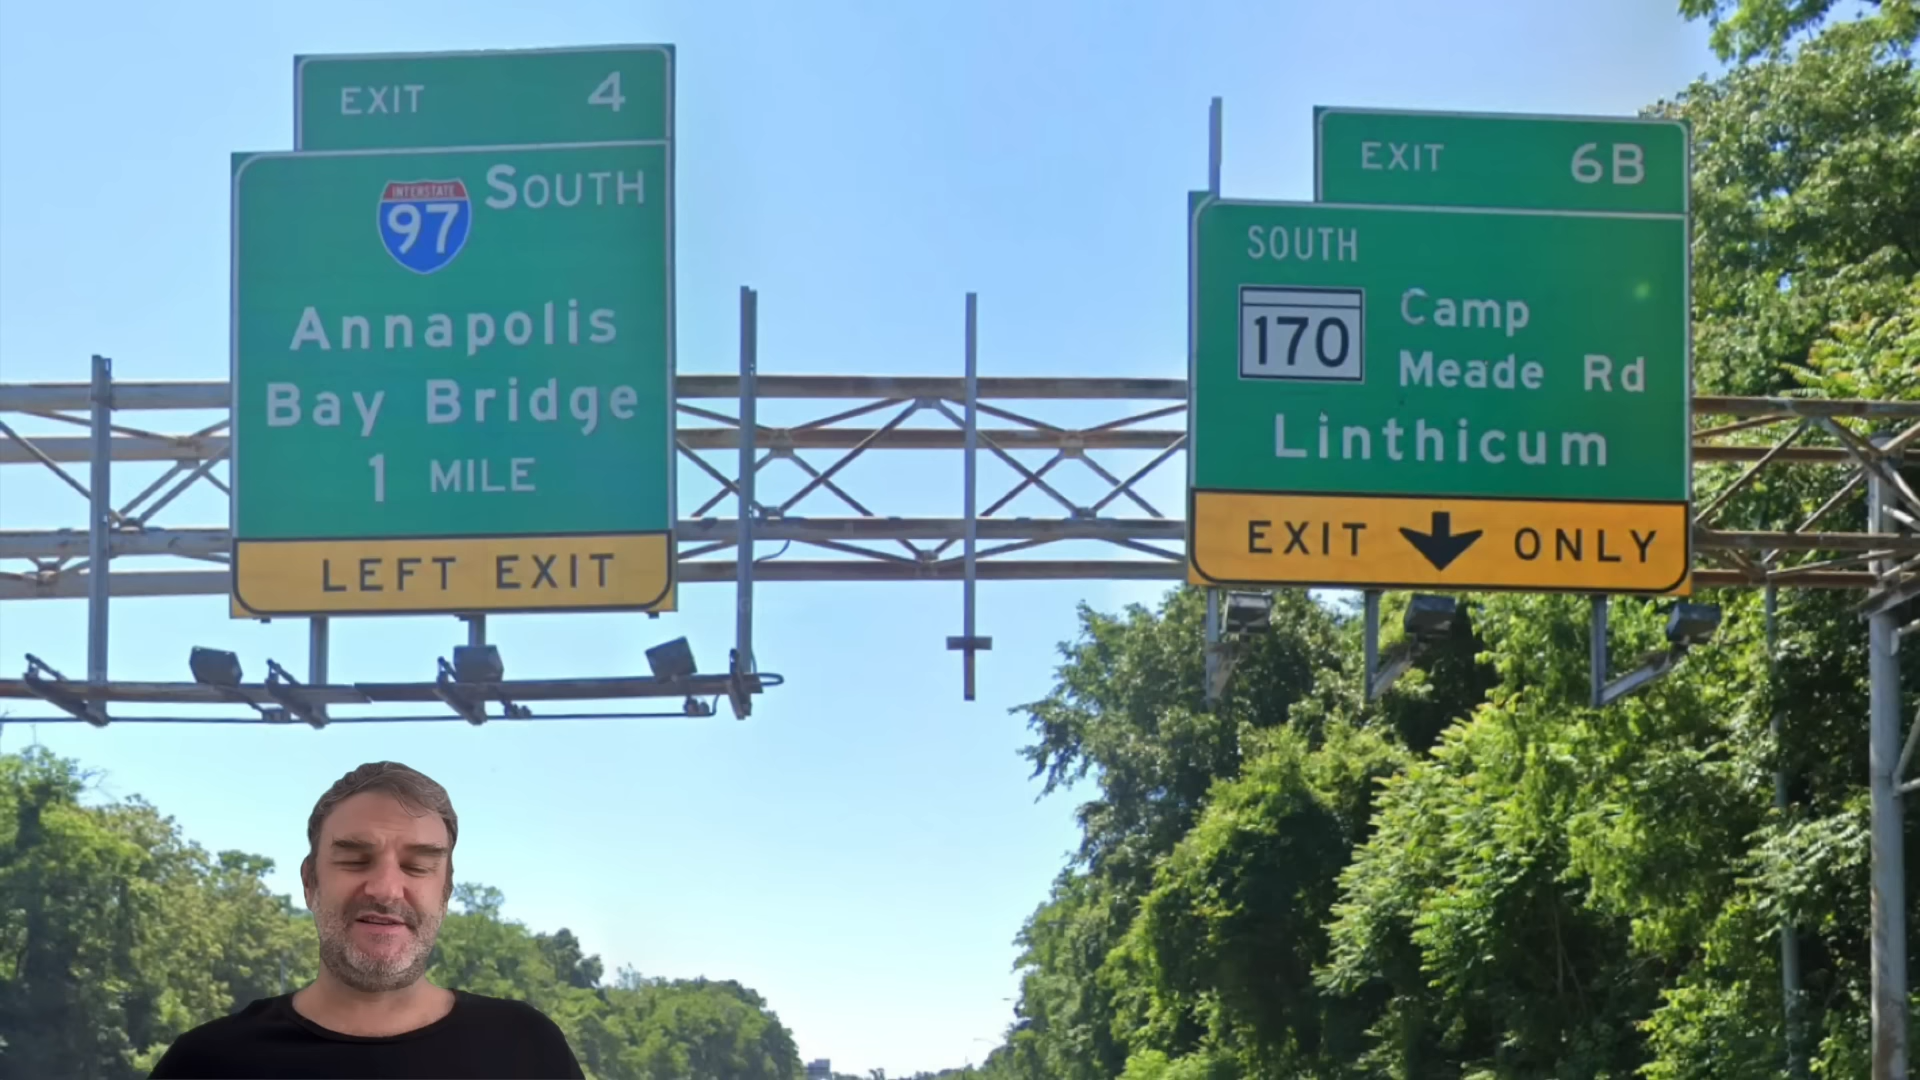 EXIT 4
INTERSTATE
97 SOUTH
Annapolis
Bay Bridge
1 MILE
LEFT EXIT
EXIT 6B
SOUTH
170
Camp
Meade Rd
Linthicum
EXIT ONLY